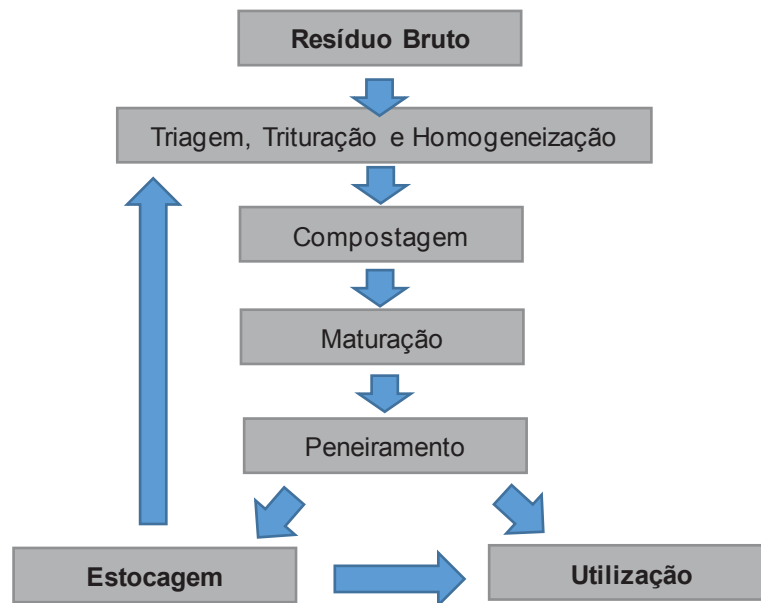 Resíduo Bruto
Triagem, Trituração e Homogeneização
Compostagem
Maturação
Peneiramento
Estocagem
Utilização